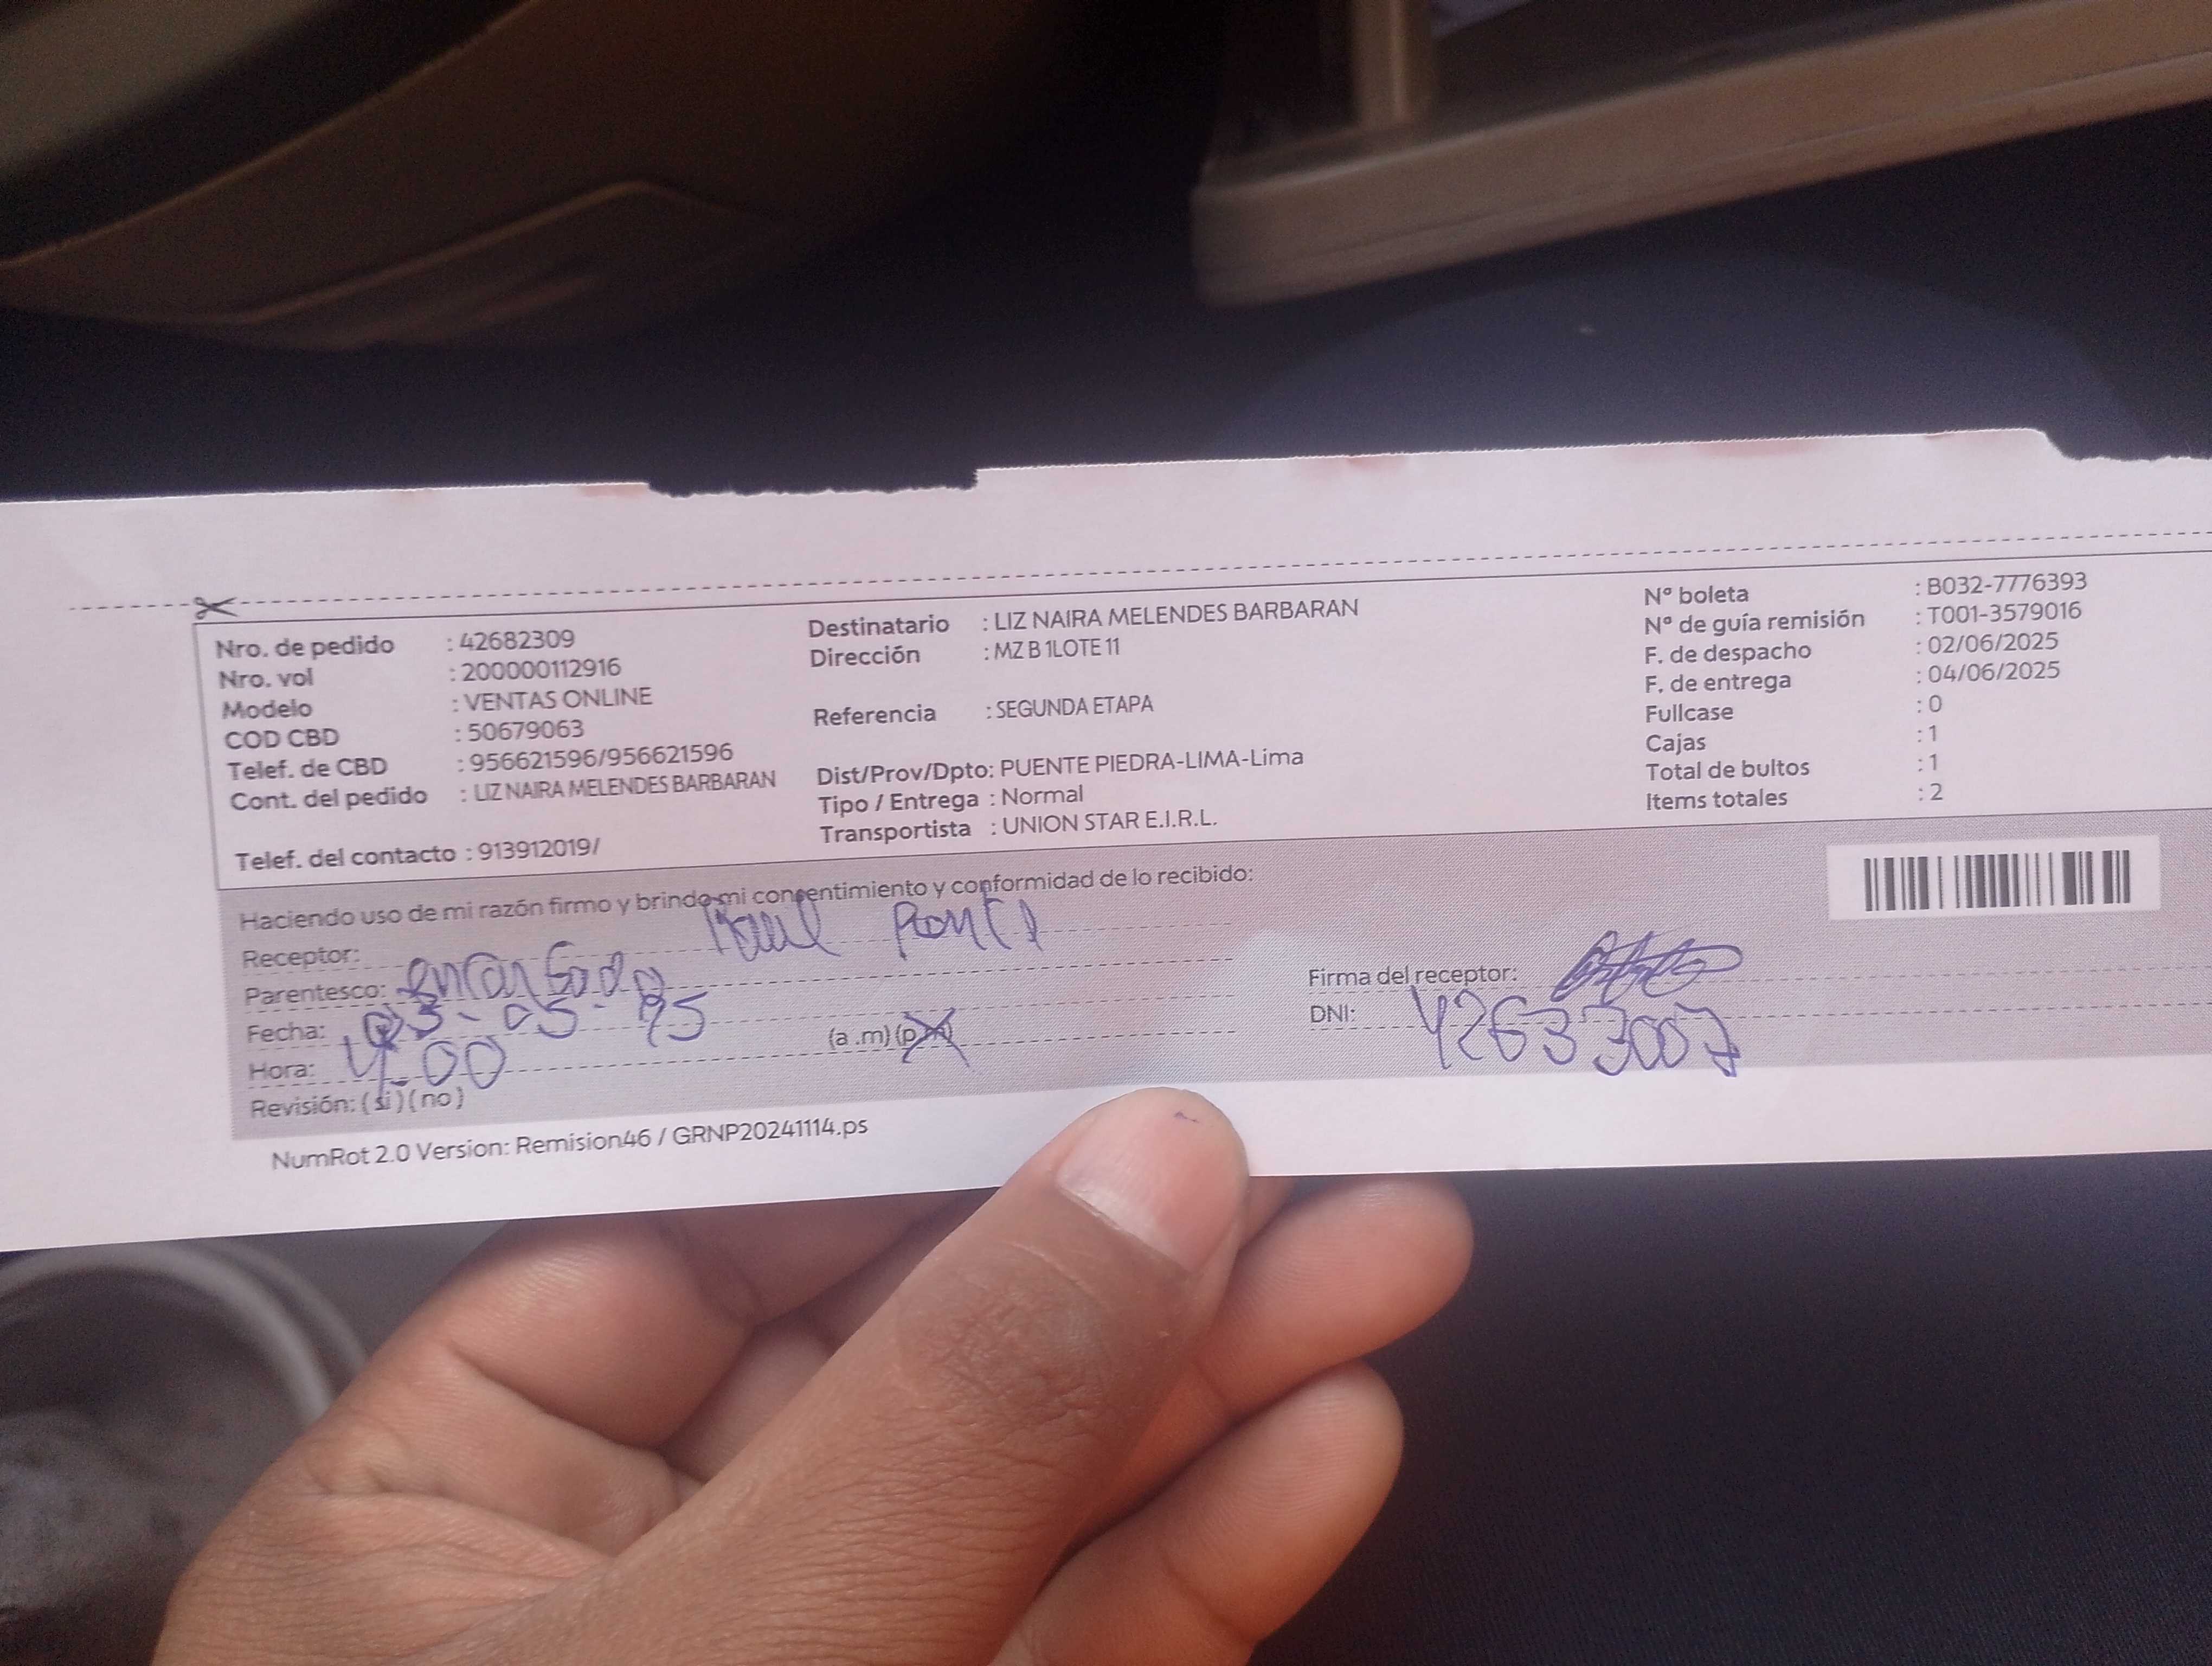 Nro. de pedido : 42682309
Nro. vol : 200000112916
Modelo : VENTAS ONLINE
COD CBD : 50679063
Telef. de CBD : 956621596/956621596
Cont. del pedido : LIZ NAIRA MELENDES BARBARAN
Telef. del contacto : 913912019/
Destinatario : LIZ NAIRA MELENDES BARBARAN
Dirección : MZ B 1LOTE 11
Referencia : SEGUNDA ETAPA
Dist/Prov/Dpto: PUENTE PIEDRA-LIMA-Lima
Tipo / Entrega : Normal
Transportista : UNION STAR E.I.R.L.
Nº boleta : B032-7776393
Nº de guía remisión : T001-3579016
F. de despacho : 02/06/2025
F. de entrega : 04/06/2025
Fullcase : 0
Cajas : 1
Total de bultos : 1
Items totales : 2
Haciendo uso de mi razón firmo y brindo mi consentimiento y conformidad de lo recibido:
Receptor:
Parentesco: encargado
Fecha:
Hora: 4:00 (a .m) (p.m)
Revisión: ( si ) ( no )
Firma del receptor:
DNI: 42633007
NumRot 2.0 Version: Remision46 / GRNP20241114.ps